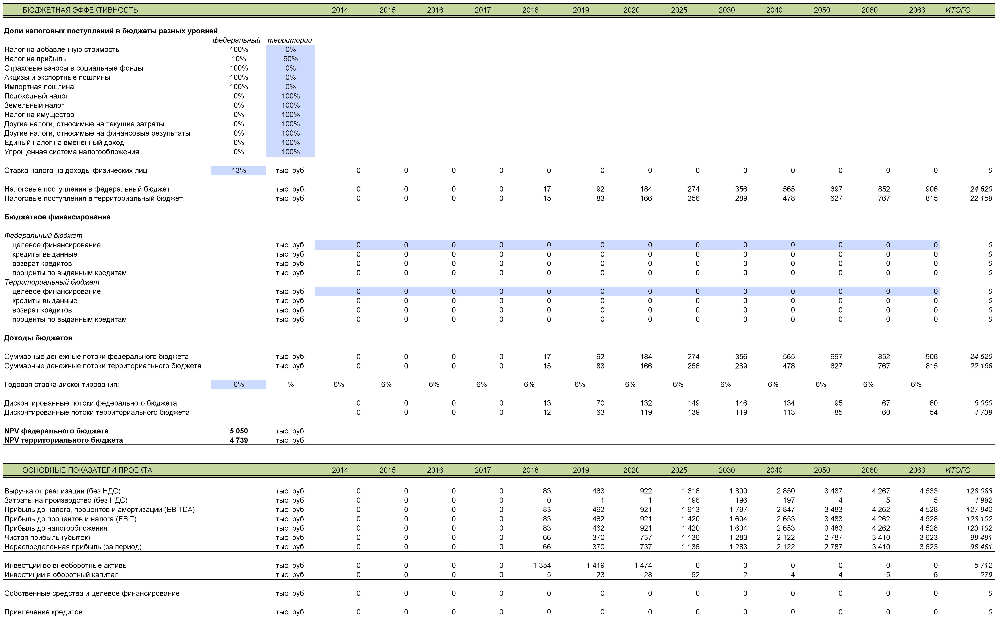 БЮДЖЕТНАЯ ЭФФЕКТИВНОСТЬ 2014 2015 2016 2017 2018 2019 2020 2025 2030 2040 2050 2060 2063 ИТОГО
Доли налоговых поступлений в бюджеты разных уровней
федеральный территории
Налог на добавленную стоимость 100% 0%
Налог на прибыль 10% 90%
Страховые взносы в социальные фонды 100% 0%
Акцизы и экспортные пошлины 100% 0%
Импортная пошлина 100% 0%
Подоходный налог 0% 100%
Земельный налог 0% 100%
Налог на имущество 0% 100%
Другие налоги, относимые на текущие затраты 0% 100%
Другие налоги, относимые на финансовые результаты 0% 100%
Единый налог на вмененный доход 0% 100%
Упрощенная система налогообложения 0% 100%
Ставка налога на доходы физических лиц 13% тыс. руб. 0 0 0 0 0 0 0 0 0 0 0 0 0 0
Налоговые поступления в федеральный бюджет тыс. руб. 0 0 0 0 17 92 184 274 356 565 697 852 906 24 620
Налоговые поступления в территориальный бюджет тыс. руб. 0 0 0 0 15 83 166 256 289 478 627 767 815 22 158
Бюджетное финансирование
Федеральный бюджет
целевое финансирование тыс. руб. 0 0 0 0 0 0 0 0 0 0 0 0 0 0
кредиты выданные тыс. руб. 0 0 0 0 0 0 0 0 0 0 0 0 0 0
возврат кредитов тыс. руб. 0 0 0 0 0 0 0 0 0 0 0 0 0 0
проценты по выданным кредитам тыс. руб. 0 0 0 0 0 0 0 0 0 0 0 0 0 0
Территориальный бюджет
целевое финансирование тыс. руб. 0 0 0 0 0 0 0 0 0 0 0 0 0 0
кредиты выданные тыс. руб. 0 0 0 0 0 0 0 0 0 0 0 0 0 0
возврат кредитов тыс. руб. 0 0 0 0 0 0 0 0 0 0 0 0 0 0
проценты по выданным кредитам тыс. руб. 0 0 0 0 0 0 0 0 0 0 0 0 0 0
Доходы бюджетов
Суммарные денежные потоки федерального бюджета тыс. руб. 0 0 0 0 17 92 184 274 356 565 697 852 906 24 620
Суммарные денежные потоки территориального бюджета тыс. руб. 0 0 0 0 15 83 166 256 289 478 627 767 815 22 158
Годовая ставка дисконтирования: 6% % 6% 6% 6% 6% 6% 6% 6% 6% 6% 6% 6% 6% 6%
Дисконтированные потоки федерального бюджета 0 0 0 0 13 70 132 149 146 134 95 67 60 5 050
Дисконтированные потоки территориального бюджета 0 0 0 0 12 63 119 139 119 113 85 60 54 4 739
NPV федерального бюджета 5 050 тыс. руб.
NPV территориального бюджета 4 739 тыс. руб.
ОСНОВНЫЕ ПОКАЗАТЕЛИ ПРОЕКТА 2014 2015 2016 2017 2018 2019 2020 2025 2030 2040 2050 2060 2063 ИТОГО
Выручка от реализации (без НДС) тыс. руб. 0 0 0 0 83 463 922 1 616 1 800 2 850 3 487 4 267 4 533 128 083
Затраты на производство (без НДС) тыс. руб. 0 0 0 0 0 1 1 196 196 197 4 5 5 4 982
Прибыль до налога, процентов и амортизации (EBITDA) тыс. руб. 0 0 0 0 83 462 921 1 613 1 797 2 847 3 483 4 262 4 528 127 942
Прибыль до процентов и налога (EBIT) тыс. руб. 0 0 0 0 83 462 921 1 420 1 604 2 653 3 483 4 262 4 528 123 102
Прибыль до налогообложения тыс. руб. 0 0 0 0 83 462 921 1 420 1 604 2 653 3 483 4 262 4 528 123 102
Чистая прибыль (убыток) тыс. руб. 0 0 0 0 66 370 737 1 136 1 283 2 122 2 787 3 410 3 623 98 481
Нераспределенная прибыль (за период) тыс. руб. 0 0 0 0 66 370 737 1 136 1 283 2 122 2 787 3 410 3 623 98 481
Инвестции во внеоборотные активы тыс. руб. 0 0 0 0 -1 354 -1 419 -1 474 0 0 0 0 0 0 -5 712
Инвестиции в оборотный капитал тыс. руб. 0 0 0 0 5 23 28 62 2 4 4 5 6 279
Собственные средства и целевое финансирование тыс. руб. 0 0 0 0 0 0 0 0 0 0 0 0 0 0
Привлечение кредитов тыс. руб. 0 0 0 0 0 0 0 0 0 0 0 0 0 0